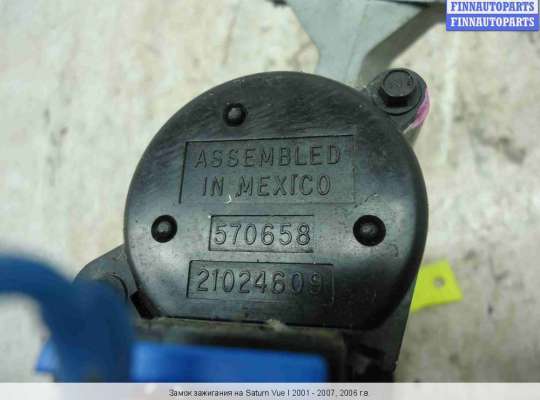 FINNAUTOPARTS
FINNAUTOPARTS
ASSEMBLED
IN MEXICO
570658
21024609
Замок зажигания на Saturn Vue I 2001 - 2007, 2006 г.в.